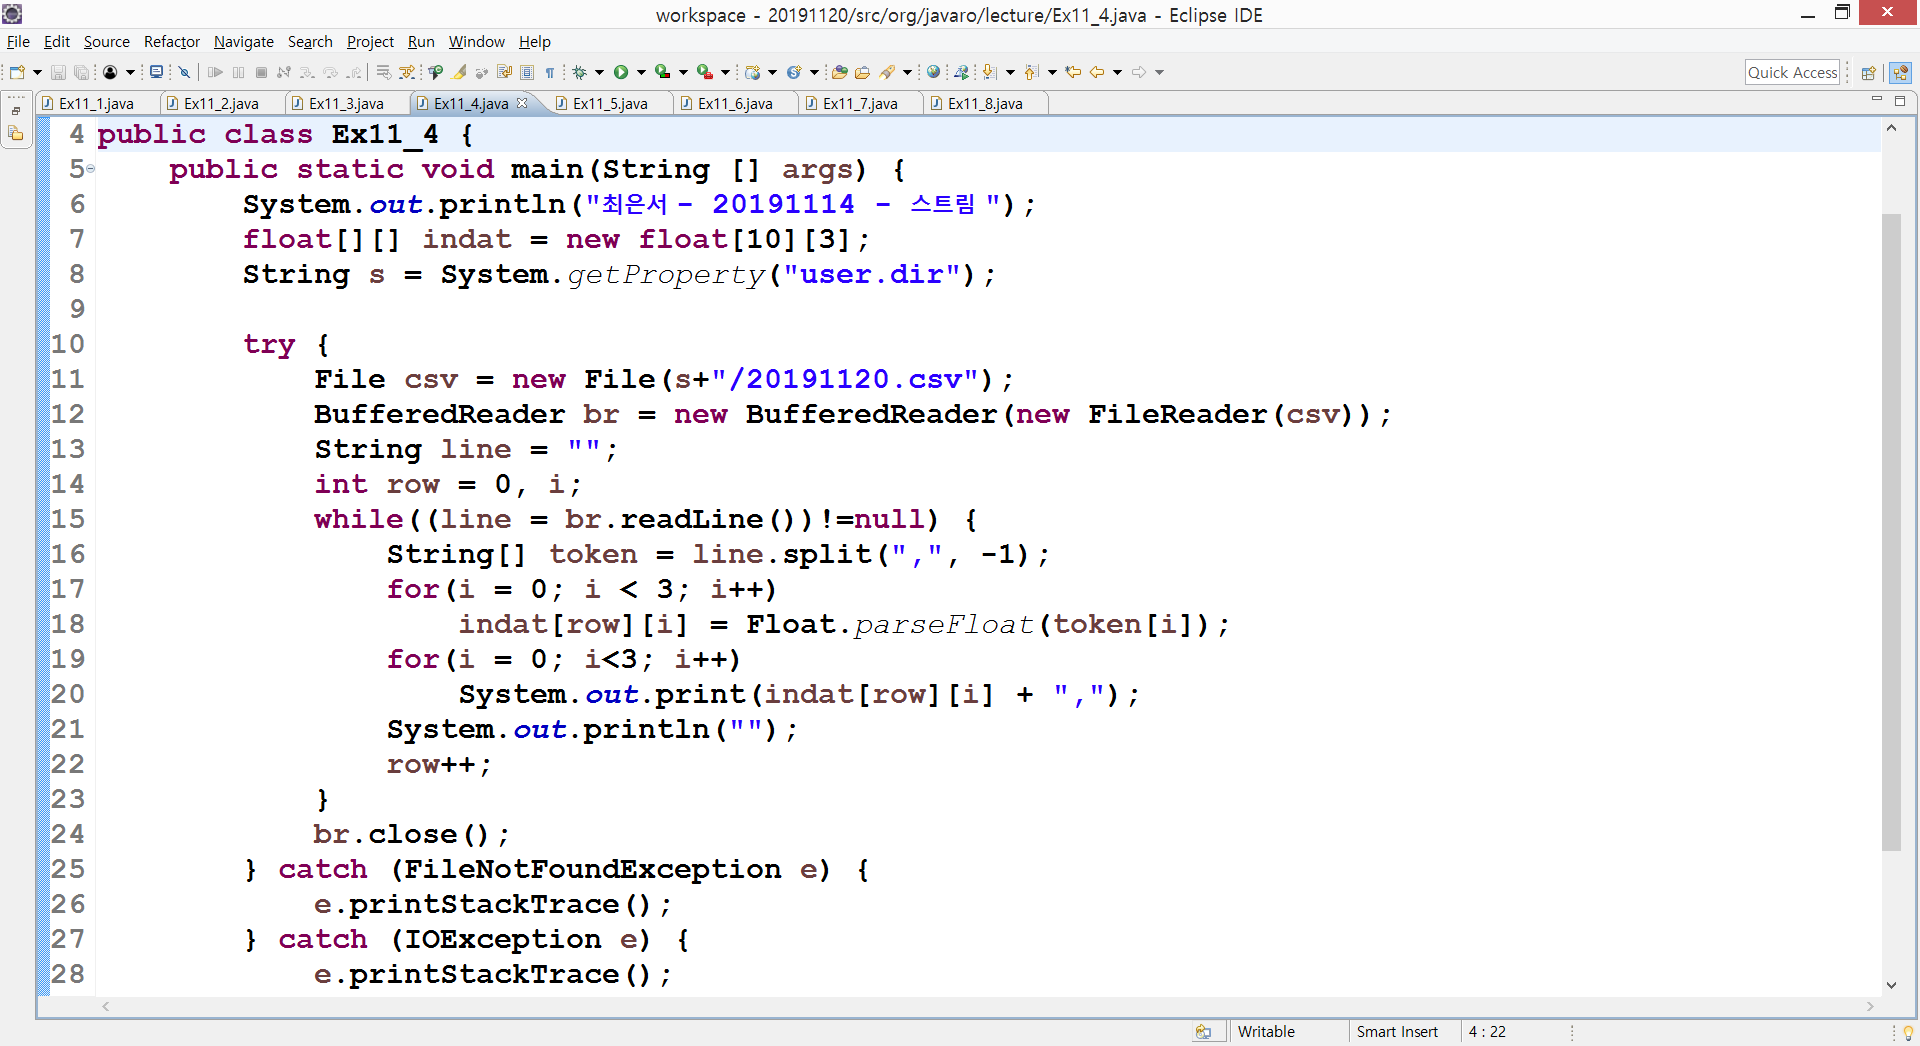 workspace - 20191120/src/org/javaro/lecture/Ex11_4.java - Eclipse IDE
File Edit Source Refactor Navigate Search Project Run Window Help
Quick Access
Ex11_1.java Ex11_2.java Ex11_3.java Ex11_4.java Ex11_5.java Ex11_6.java Ex11_7.java Ex11_8.java
4 public class Ex11_4 {
5 public static void main(String [] args) {
6 System.out.println("최은서 - 20191114 - 스트림 ");
7 float[][] indat = new float[10][3];
8 String s = System.getProperty("user.dir");
9
10 try {
11 File csv = new File(s+"/20191120.csv");
12 BufferedReader br = new BufferedReader(new FileReader(csv));
13 String line = "";
14 int row = 0, i;
15 while((line = br.readLine())!=null) {
16 String[] token = line.split(",", -1);
17 for(i = 0; i < 3; i++)
18 indat[row][i] = Float.parseFloat(token[i]);
19 for(i = 0; i<3; i++)
20 System.out.print(indat[row][i] + ",");
21 System.out.println("");
22 row++;
23 }
24 br.close();
25 } catch (FileNotFoundException e) {
26 e.printStackTrace();
27 } catch (IOException e) {
28 e.printStackTrace();
Writable Smart Insert 4 : 22